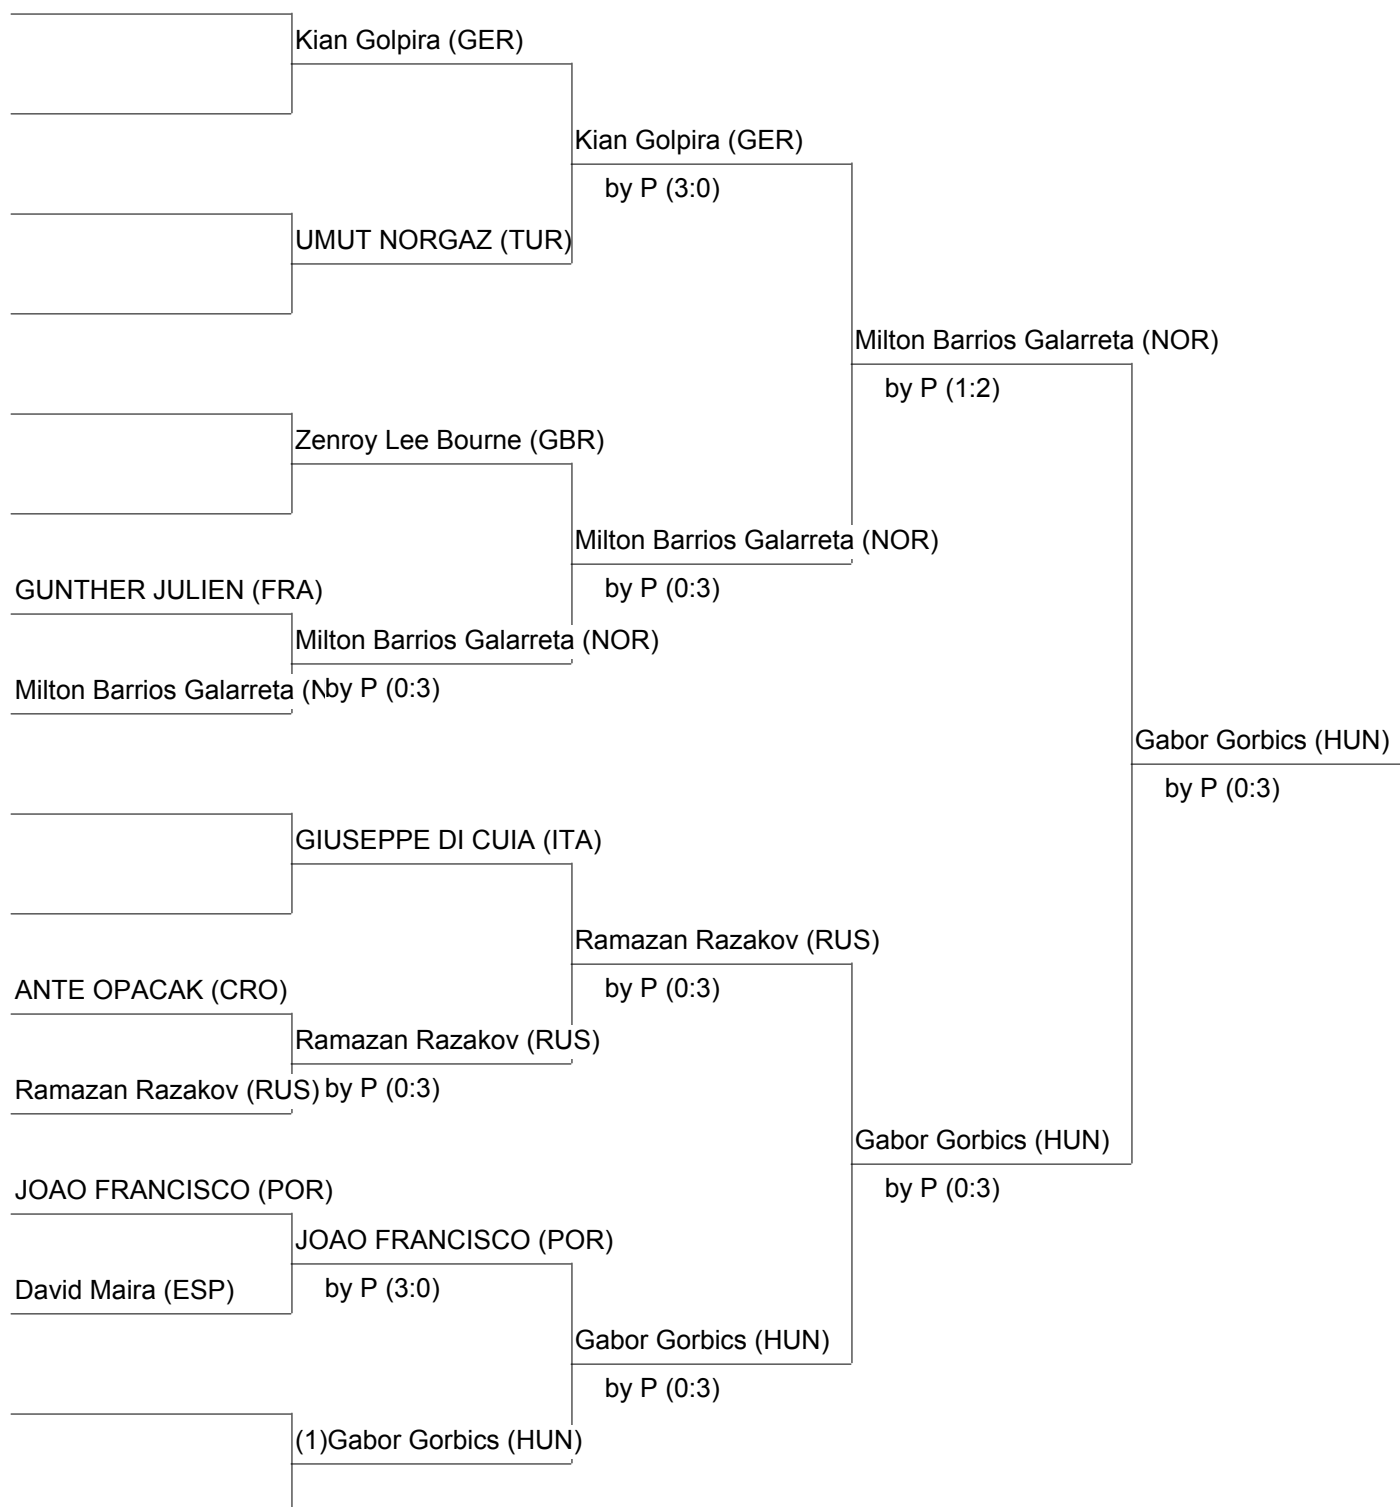 Kian Golpira (GER)
Kian Golpira (GER)
by P (3:0)
UMUT NORGAZ (TUR)
Milton Barrios Galarreta (NOR)
by P (1:2)
Zenroy Lee Bourne (GBR)
Milton Barrios Galarreta (NOR)
by P (0:3)
GUNTHER JULIEN (FRA)
Milton Barrios Galarreta (NOR)
by P (0:3)
Milton Barrios Galarreta (N
Gabor Gorbics (HUN)
by P (0:3)
GIUSEPPE DI CUIA (ITA)
Ramazan Razakov (RUS)
by P (0:3)
ANTE OPACAK (CRO)
Ramazan Razakov (RUS)
by P (0:3)
Ramazan Razakov (RUS)
Gabor Gorbics (HUN)
by P (0:3)
JOAO FRANCISCO (POR)
JOAO FRANCISCO (POR)
by P (3:0)
David Maira (ESP)
Gabor Gorbics (HUN)
by P (0:3)
(1)Gabor Gorbics (HUN)